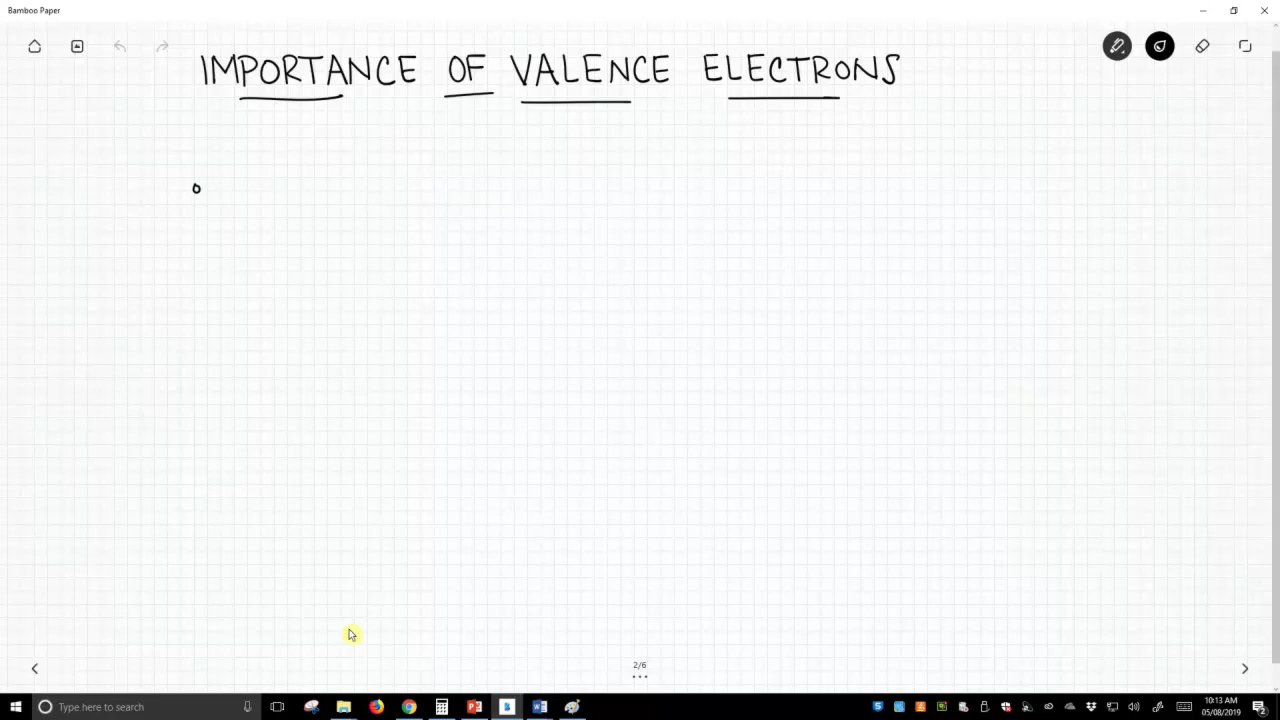 Bamboo Paper
IMPORTANCE OF VALENCE ELECTRONS
2/6
Type here to search
10:13 AM
05/08/2019